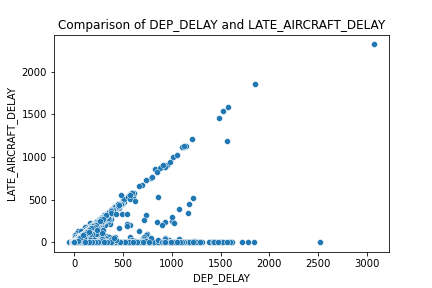 Comparison of DEP_DELAY and LATE_AIRCRAFT_DELAY
LATE_AIRCRAFT_DELAY
2000
1500
1000
500
0
0 500 1000 1500 2000 2500 3000
DEP_DELAY